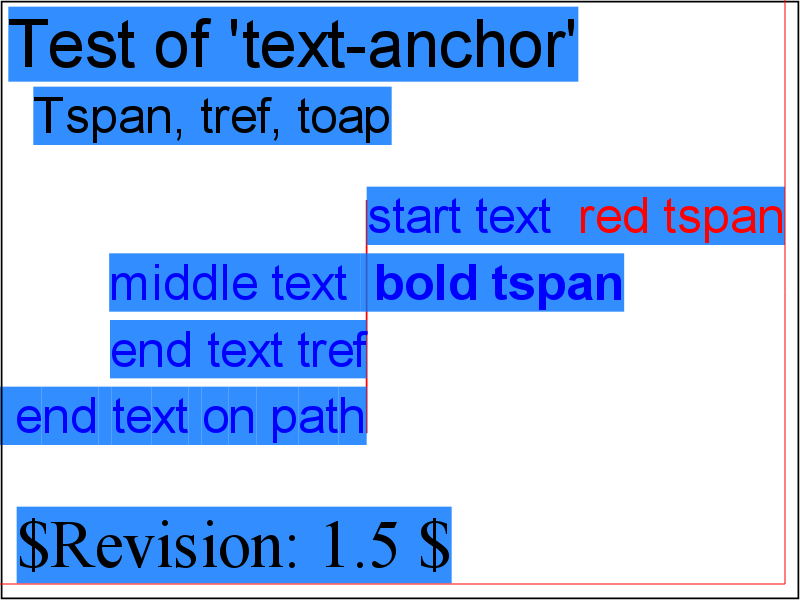 Test of 'text-anchor'
Tspan, tref, toap
start text red tspan
middle text bold tspan
end text tref
end text on path
$Revision: 1.5 $